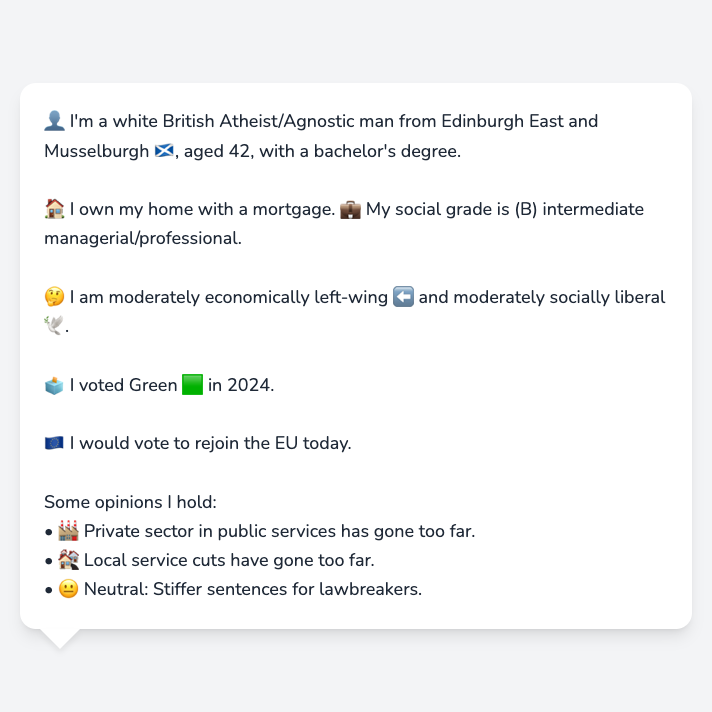 👤 I'm a white British Atheist/Agnostic man from Edinburgh East and
Musselburgh 🏴󠁧󠁢󠁳󠁣󠁴󠁿, aged 42, with a bachelor's degree.
🏠 I own my home with a mortgage. 💼 My social grade is (B) intermediate
managerial/professional.
🤔 I am moderately economically left-wing ⬅️ and moderately socially liberal
🕊️.
🗳️ I voted Green 🟩 in 2024.
🇪🇺 I would vote to rejoin the EU today.
Some opinions I hold:
• 🏭 Private sector in public services has gone too far.
• 🏚️ Local service cuts have gone too far.
• 😐 Neutral: Stiffer sentences for lawbreakers.